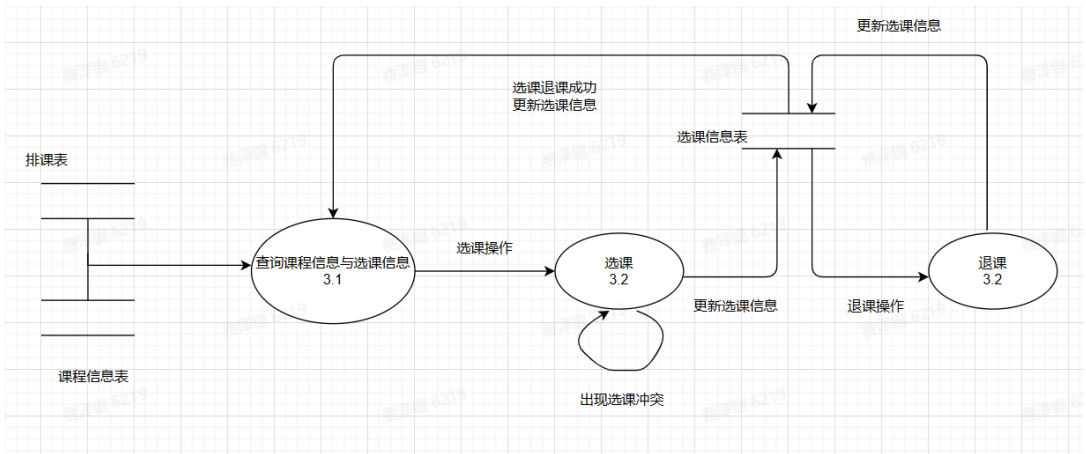 更新选课信息
选课退课成功
更新选课信息
选课信息表
排课表
查询课程信息与选课信息
3.1
选课操作
选课
3.2
更新选课信息
退课操作
退课
3.2
课程信息表
出现选课冲突